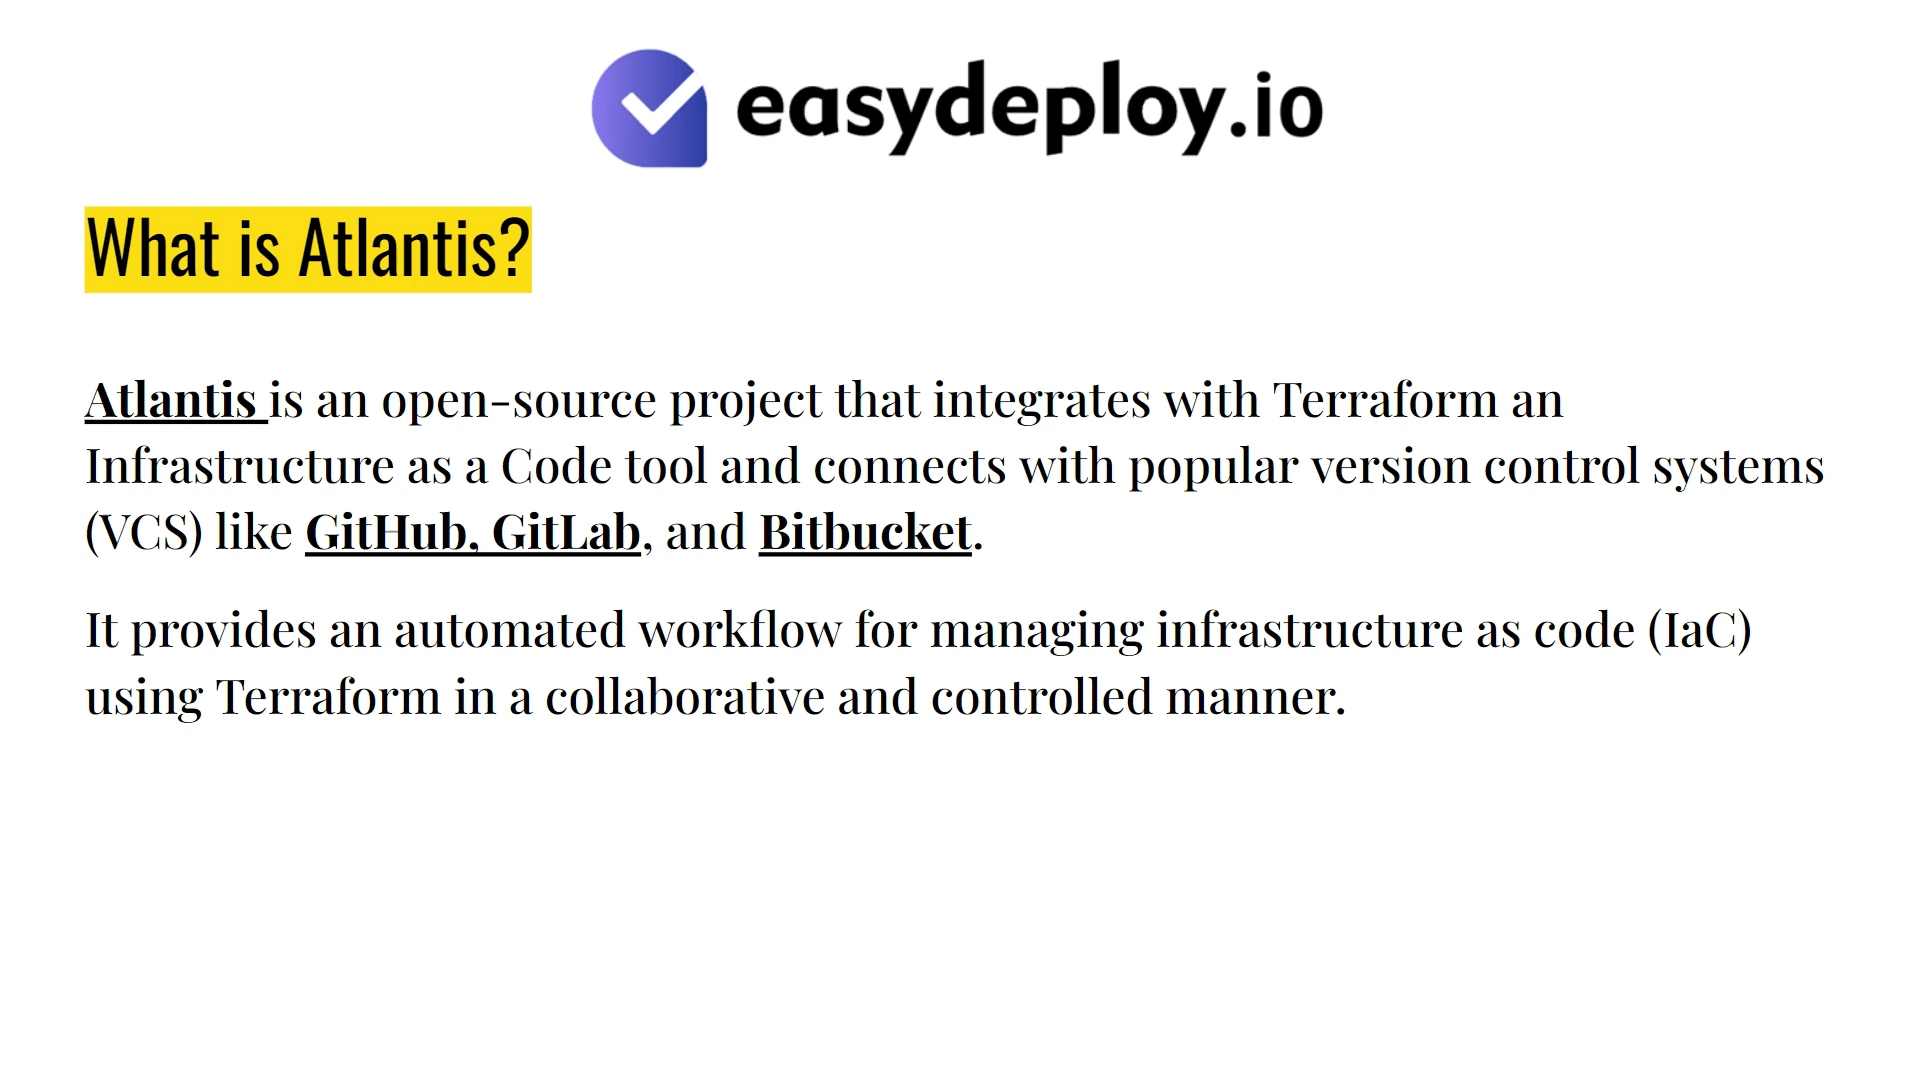 easydeploy.io
What is Atlantis?
Atlantis is an open-source project that integrates with Terraform an
Infrastructure as a Code tool and connects with popular version control systems
(VCS) like GitHub, GitLab, and Bitbucket.
It provides an automated workflow for managing infrastructure as code (IaC)
using Terraform in a collaborative and controlled manner.